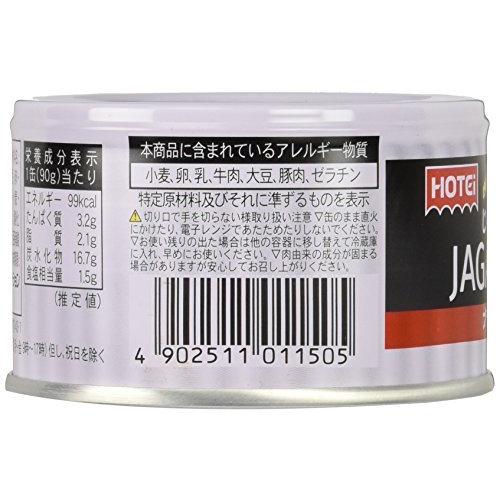 栄養成分表示
1缶(90g)当たり
エネルギー 99kcal
たんぱく質 3.2g
脂質 2.1g
炭水化物 16.7g
食塩相当量 1.5g
(推定値)
時〜17時)但し、祝日を除く
本商品に含まれているアレルギー物質
小麦、卵、乳、牛肉、大豆、豚肉、ゼラチン
特定原材料及びそれに準ずるものを表示
切り口で手を切らない様取り扱い注意 ▽缶のまま直火
にかけたり、電子レンジであたためたりしないでください。
▽お使い残りの出た場合は他の容器に移し替えて冷蔵庫
に入れ、早めにお使いください。▽肉由来の成分が固まる
場合がありますが安心してお召し上がりください。
4 902511 011505
HOTEi
JAG